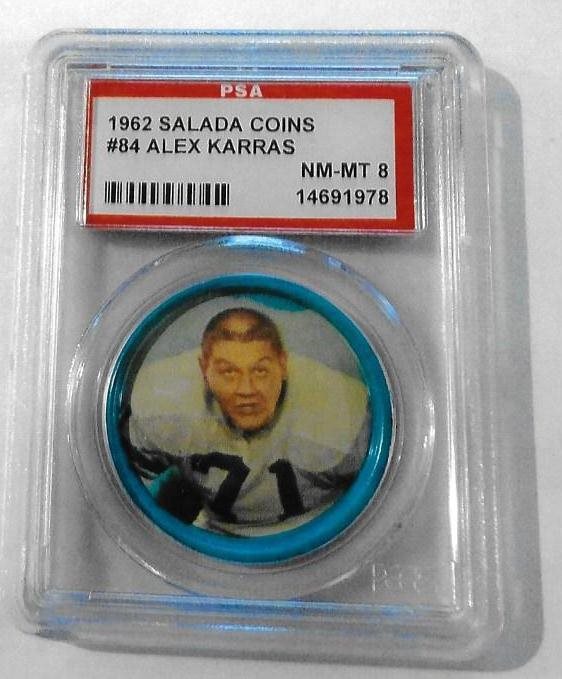 PSA
1962 SALADA COINS
#84 ALEX KARRAS
NM-MT 8
14691978
71